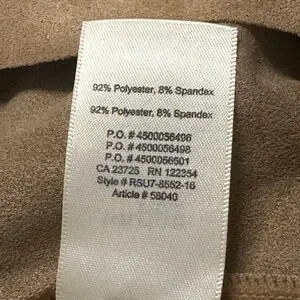 92% Polyester, 8% Spandex
92% Polyester, 8% Spandex
P.O. # 4500056496
P.O. # 4500056498
P.O. # 4500056501
CA 23725 RN 122354
Style # RSU7-8552-16
Article # 58040